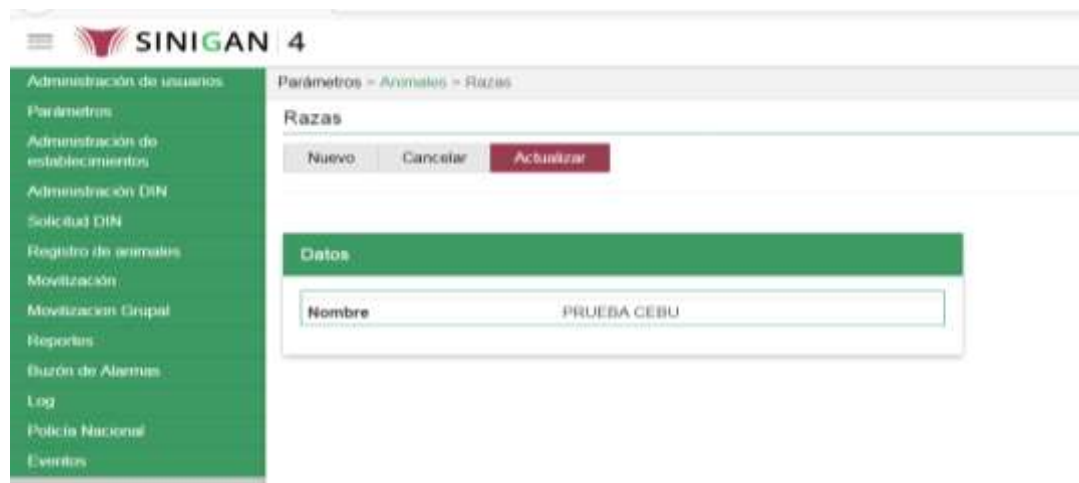 SINIGAN 4
Administración de usuarios
Parámetros
Administración de
establecimientos
Administración DIN
Solicitud DIN
Registro de animales
Movilización
Movilizacion Grupal
Reportes
Buzón de Alarmas
Log
Policía Nacional
Eventos
Parámetros - Animales - Razas
Razas
Nuevo Cancelar Actualizar
Datos
Nombre PRUEBA CEBU